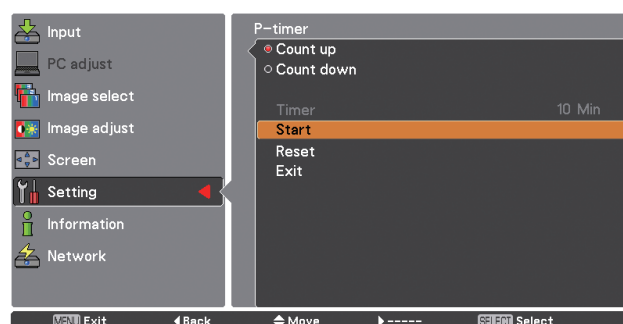 Input
PC adjust
Image select
Image adjust
Screen
Setting
Information
Network
P-timer
Count up
Count down
Timer 10 Min
Start
Reset
Exit
MENU Exit Back Move ----- SELECT Select